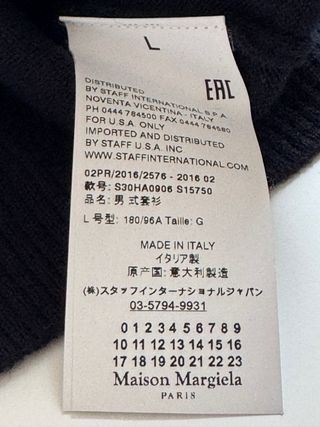 L
EAC
DISTRIBUTED
BY STAFF INTERNATIONAL S.P.A
NOVENTA VICENTINA - ITALY
PH 0444 784500 FAX 0444 784580
FOR U.S.A. ONLY
IMPORTED AND DISTRIBUTED
BY STAFF U.S.A. INC
WWW.STAFFINTERNATIONAL.COM
02PR/2016/2576 - 2016 02
款号: S30HA0906 S15750
品名: 男 式 套衫
L 号型: 180/96A Taille: G
MADE IN ITALY
イタリア製
原产国: 意大利製造
(株)スタッフインターナショナルジャパン
03-5794-9931
0 1 2 3 4 5 6 7 8 9
10 11 12 13 14 15 16
17 18 19 20 21 22 23
Maison Margiela
PARIS